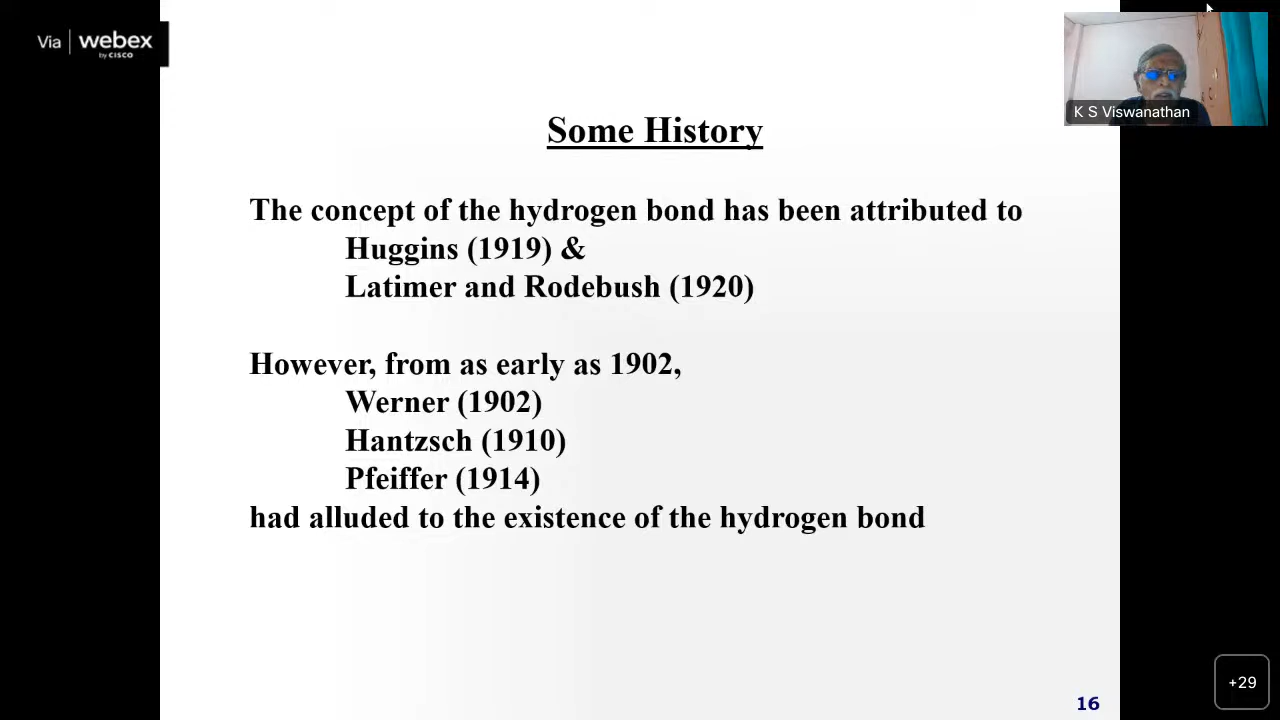 Via webex
by CISCO
K S Viswanathan
Some History
The concept of the hydrogen bond has been attributed to
Huggins (1919) &
Latimer and Rodebush (1920)
However, from as early as 1902,
Werner (1902)
Hantzsch (1910)
Pfeiffer (1914)
had alluded to the existence of the hydrogen bond
+29
16